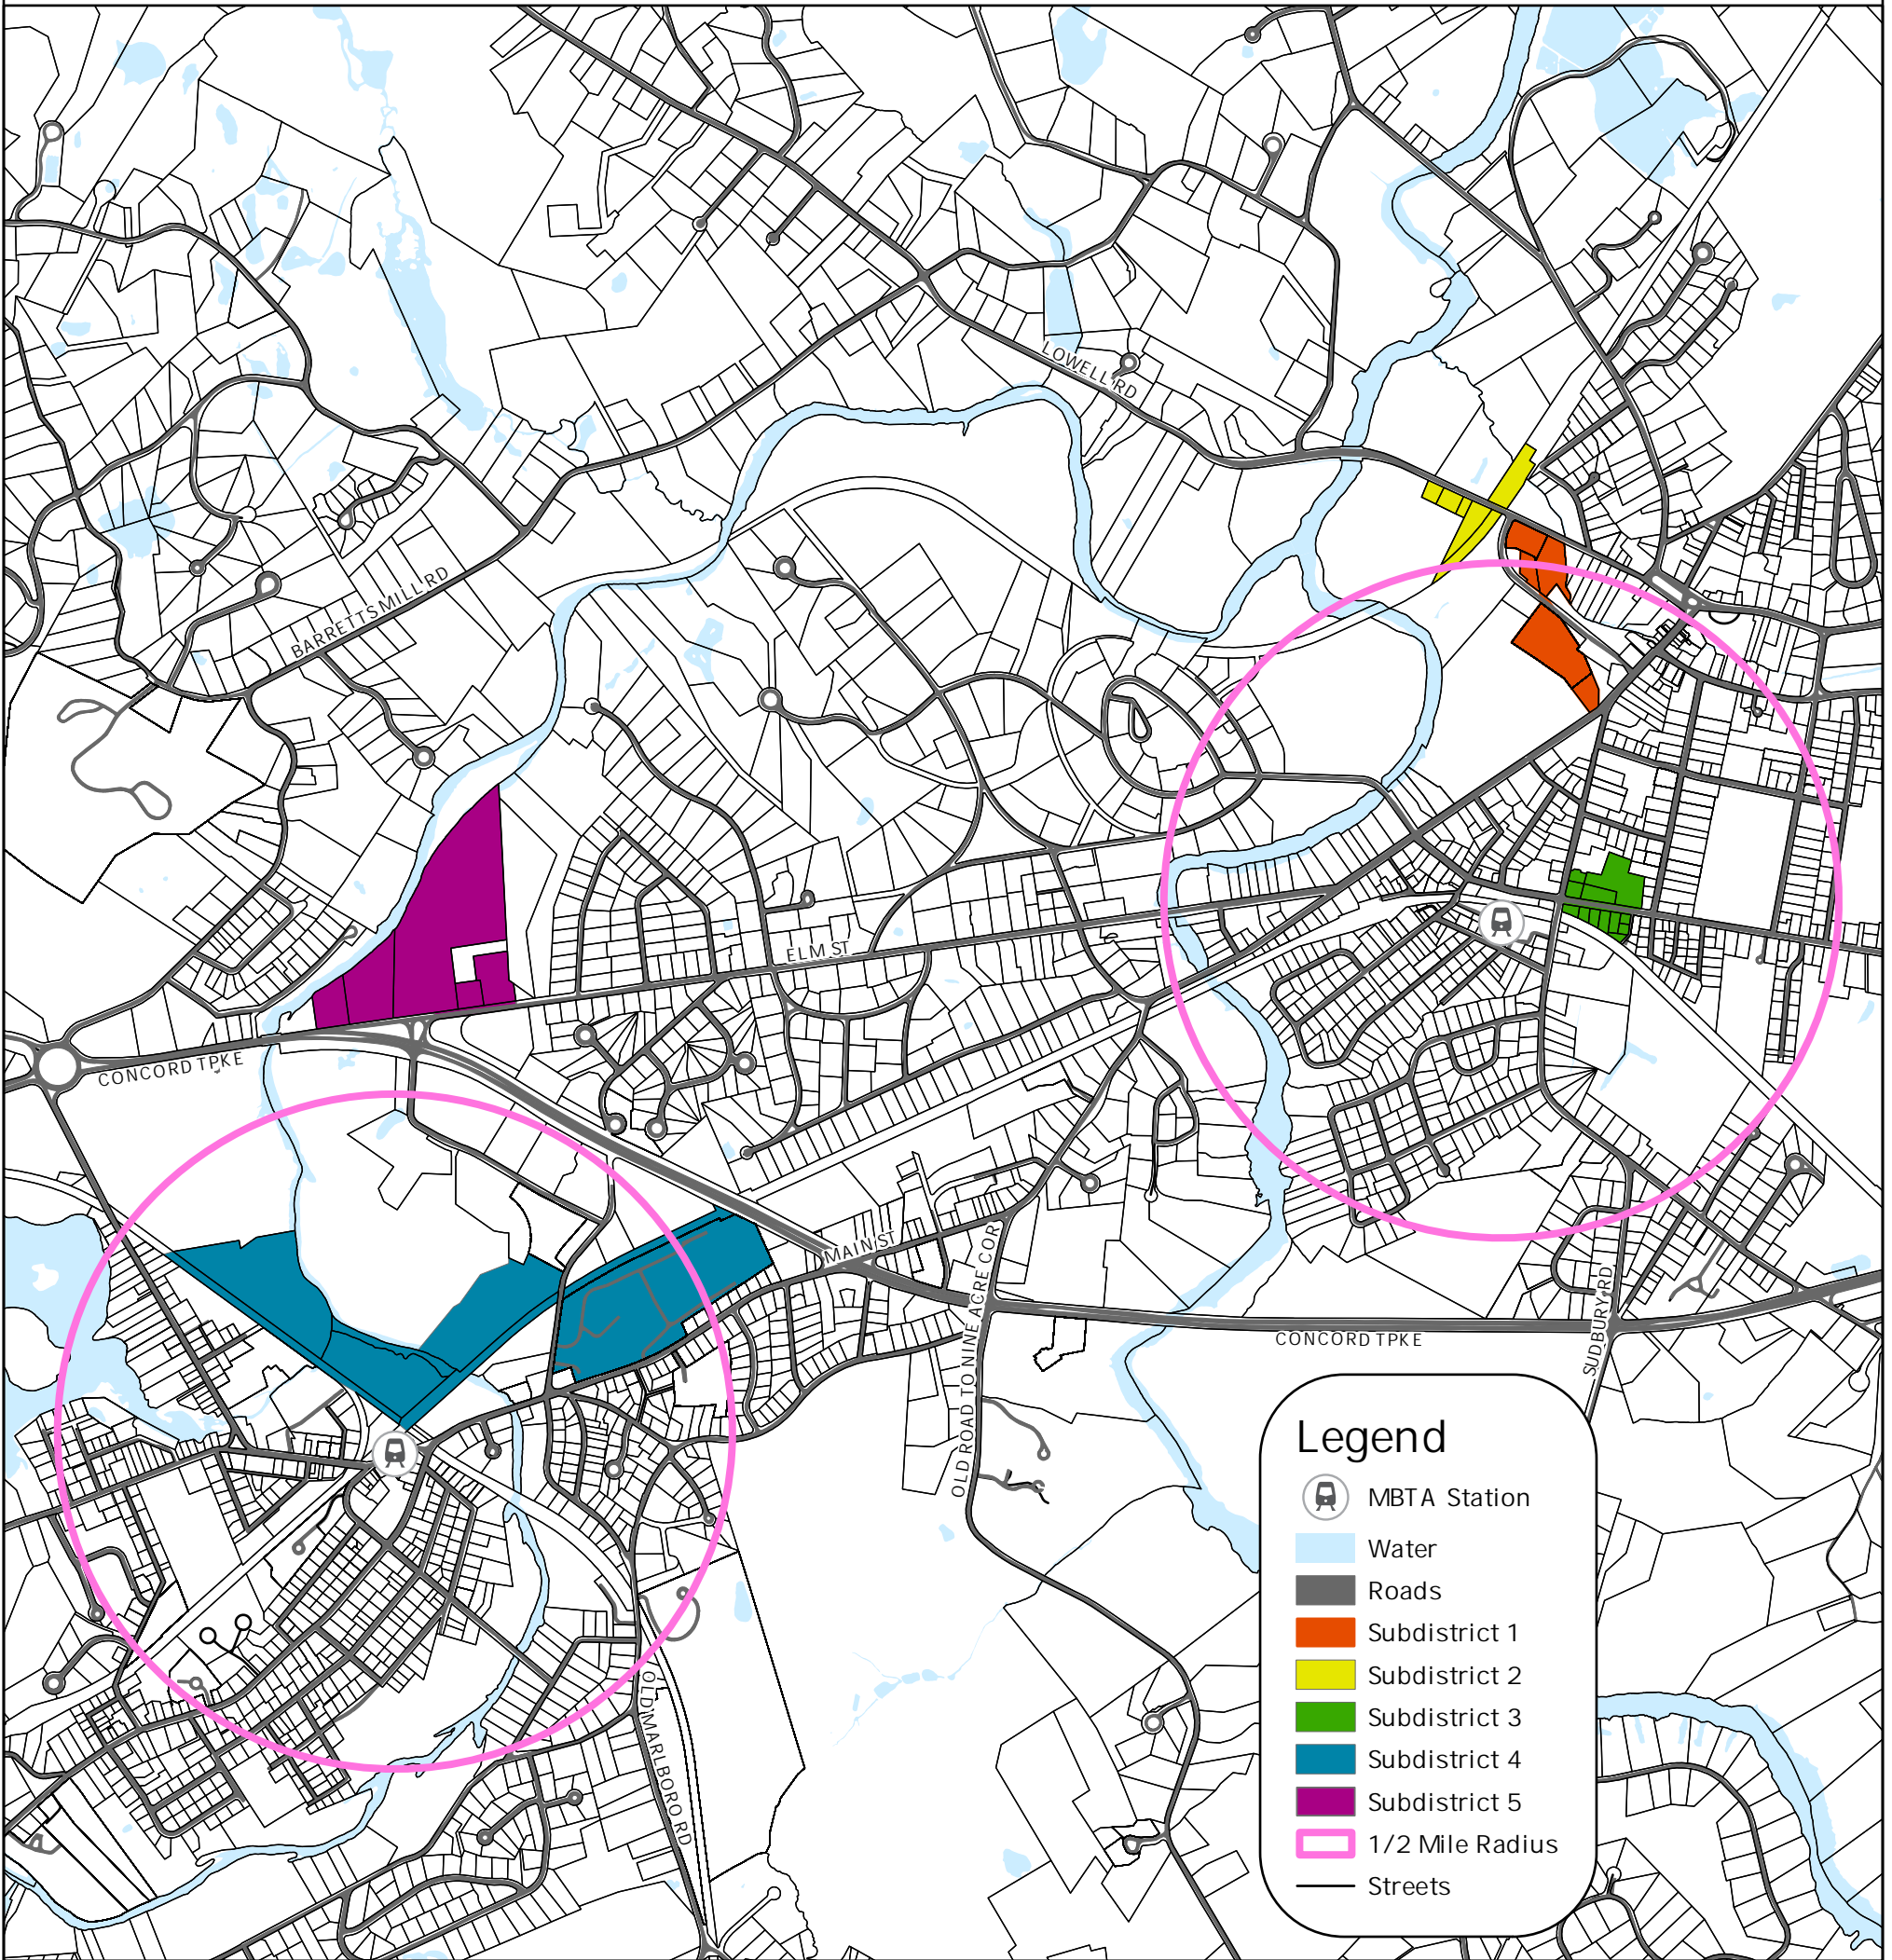 LOWELL RD
BARRETTS MILL RD
ELM ST
CONCORD TPKE
MAIN ST
OLD ROAD TO NINE ACRE COR
CONCORD TPKE
SUDBURY RD
OLD MARLBORO RD
Legend
MBTA Station
Water
Roads
Subdistrict 1
Subdistrict 2
Subdistrict 3
Subdistrict 4
Subdistrict 5
1/2 Mile Radius
Streets